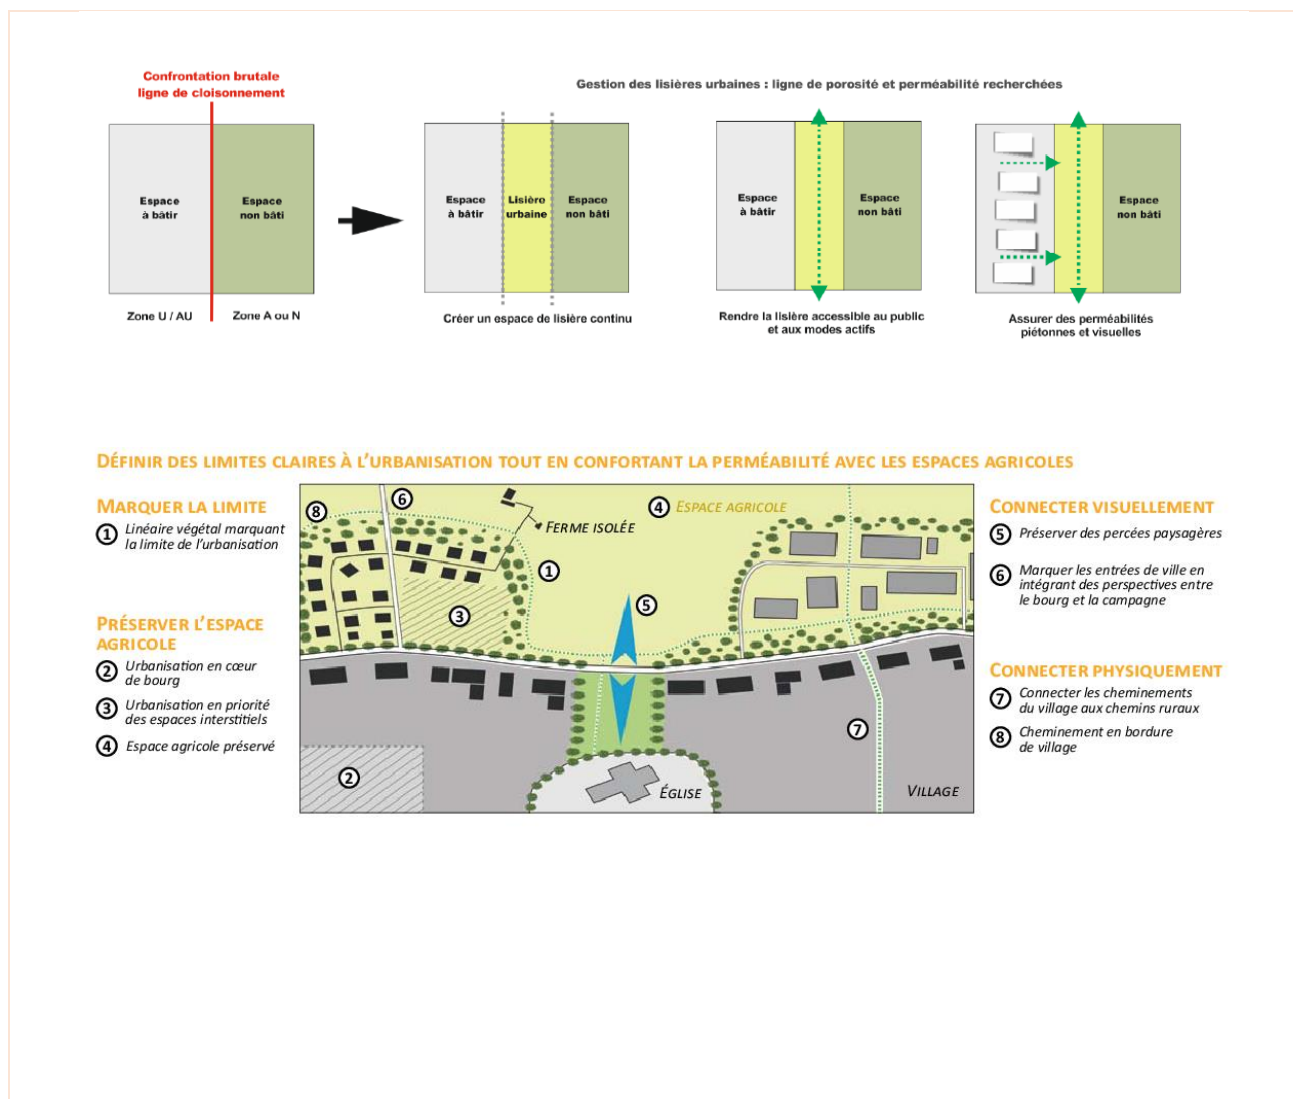 Confrontation brutale
ligne de cloisonnement
Gestion des lisières urbaines : ligne de porosité et perméabilité recherchées
Espace
à bâtir
Espace
non bâti
Espace
à bâtir
Lisière
urbaine
Espace
non bâti
Espace
à bâtir
Espace
non bâti
Espace
non bâti
Zone U / AU
Zone A ou N
Créer un espace de lisière continu
Rendre la lisière accessible au public
et aux modes actifs
Assurer des perméabilités
piétonnes et visuelles
DÉFINIR DES LIMITES CLAIRES À L’URBANISATION TOUT EN CONFORTANT LA PERMÉABILITÉ AVEC LES ESPACES AGRICOLES
MARQUER LA LIMITE
1 Linéaire végétal marquant
la limite de l’urbanisation
PRÉSERVER L’ESPACE
AGRICOLE
2 Urbanisation en cœur
de bourg
3 Urbanisation en priorité
des espaces interstitiels
4 Espace agricole préservé
8
6
FERME ISOLÉE
4 ESPACE AGRICOLE
1
3
5
7
2
ÉGLISE
VILLAGE
CONNECTER VISUELLEMENT
5 Préserver des percées paysagères
6 Marquer les entrées de ville en
intégrant des perspectives entre
le bourg et la campagne
CONNECTER PHYSIQUEMENT
7 Connecter les cheminements
du village aux chemins ruraux
8 Cheminement en bordure
de village